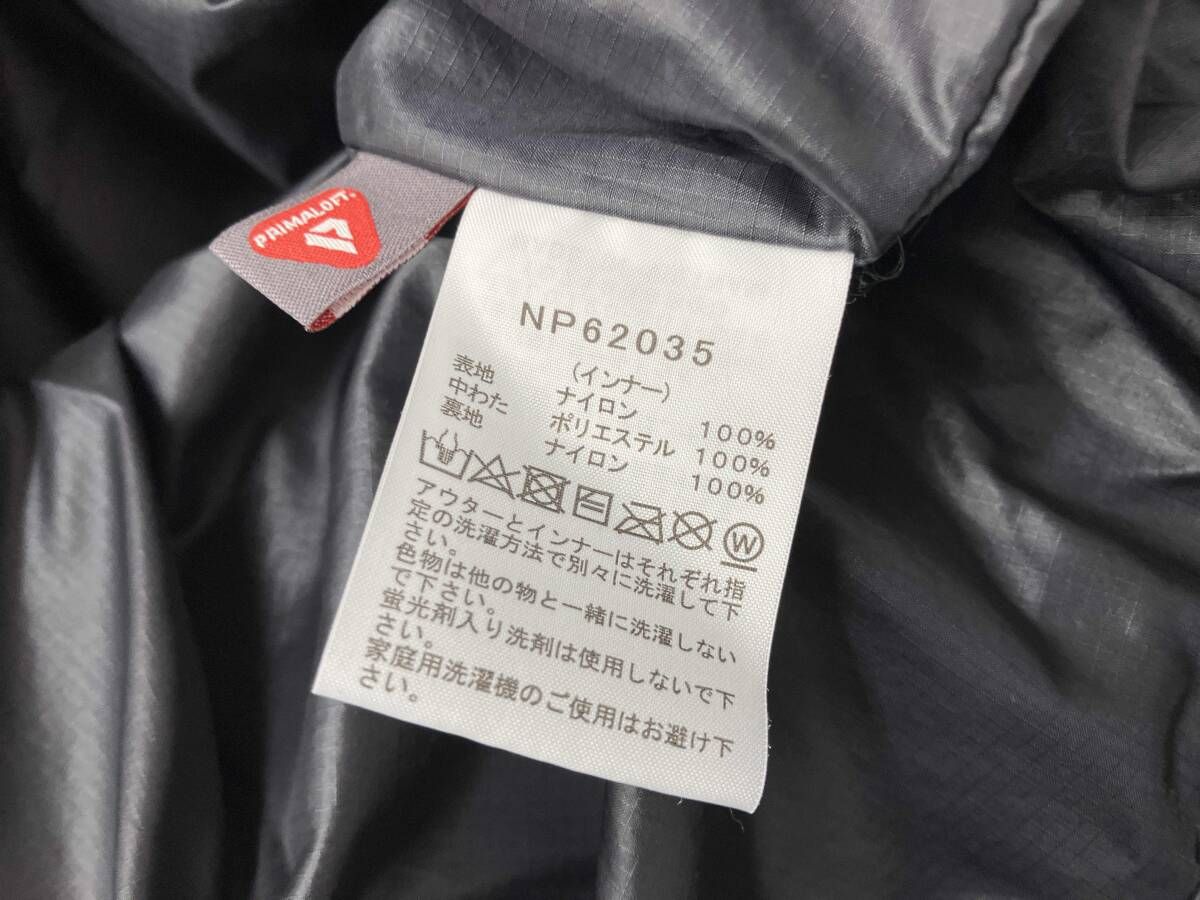 PRIMALOFT.
NP62035
(インナー)
表地 ナイロン 100%
中わた ポリエステル 100%
裏地 ナイロン 100%
W
アウターとインナーはそれぞれ指
定の洗濯方法で別々に洗濯して下
さい。
色物は他の物と一緒に洗濯しない
で下さい。
蛍光剤入り洗剤は使用しないで下
さい。
家庭用洗濯機のご使用はお避け下
さい。